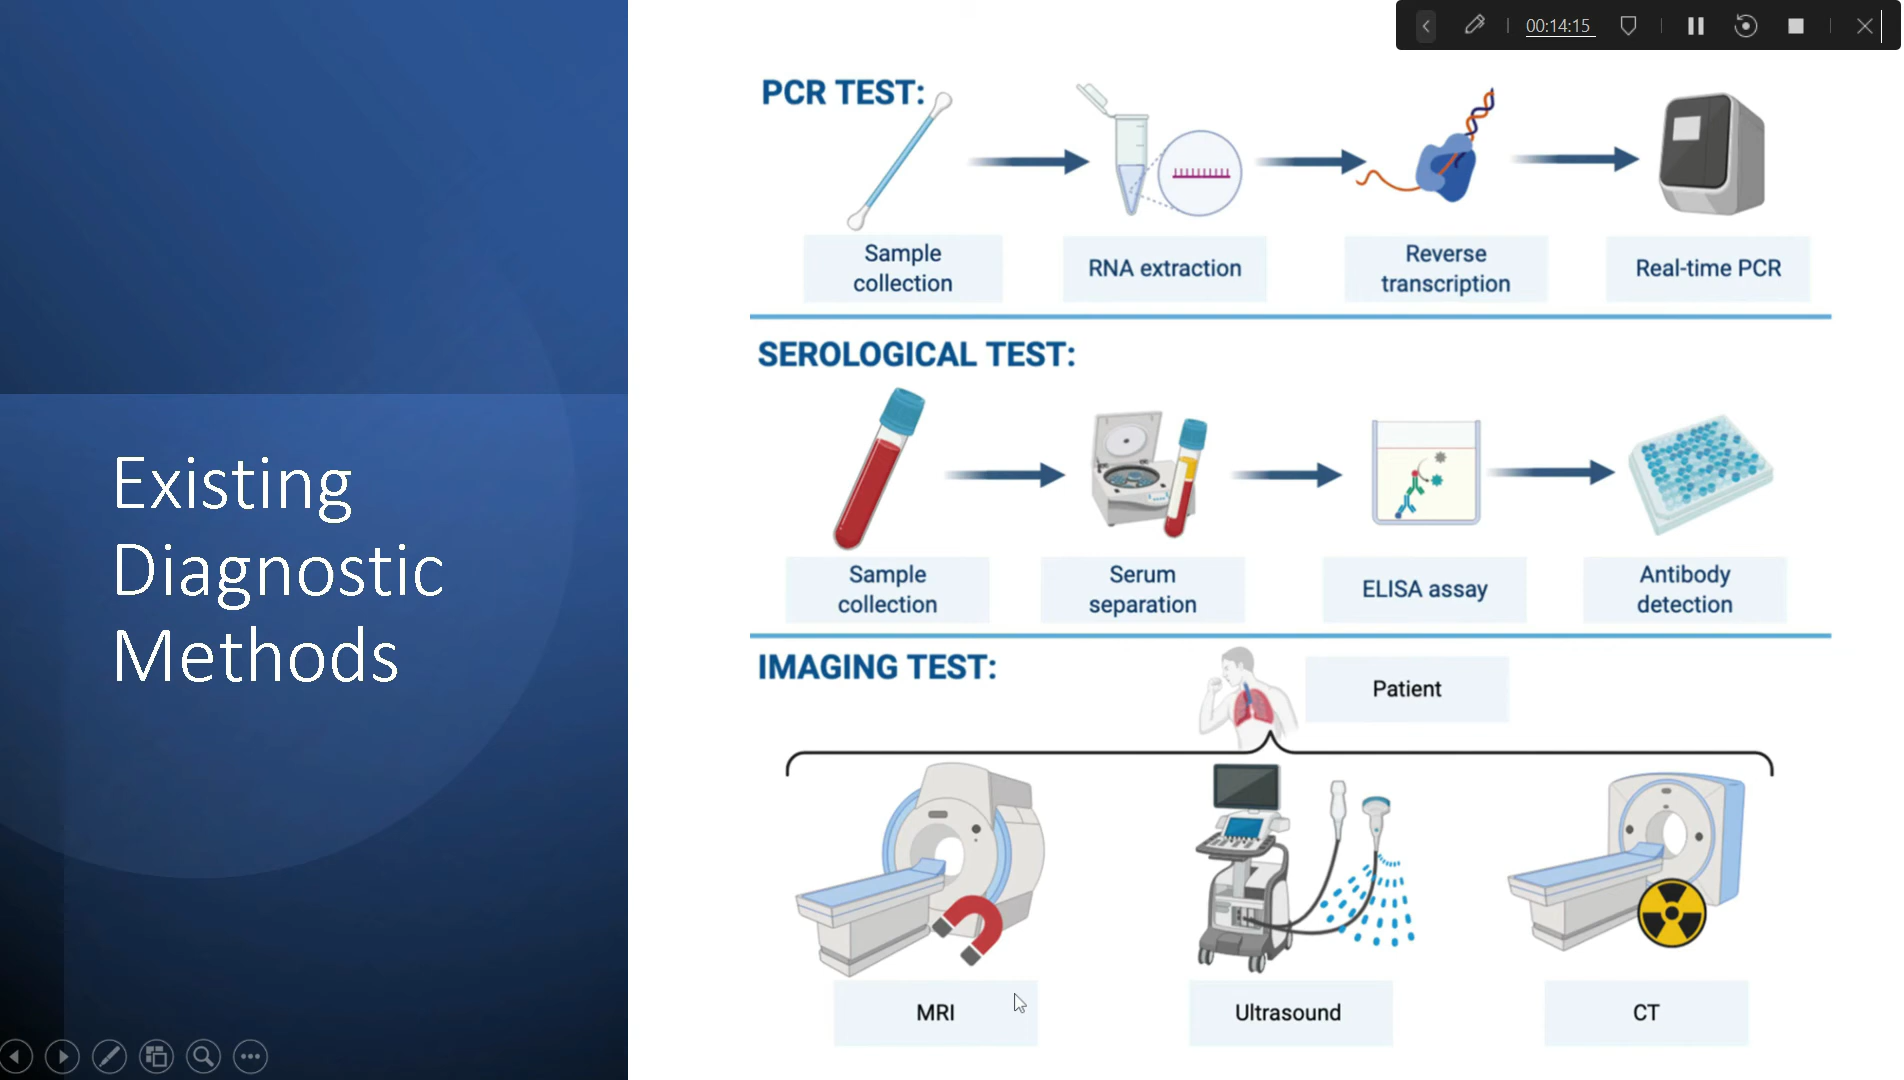 00:14:15
Existing
Diagnostic
Methods
PCR TEST:
Sample
collection
RNA extraction
Reverse
transcription
Real-time PCR
SEROLOGICAL TEST:
Sample
collection
Serum
separation
ELISA assay
Antibody
detection
IMAGING TEST:
Patient
MRI
Ultrasound
CT